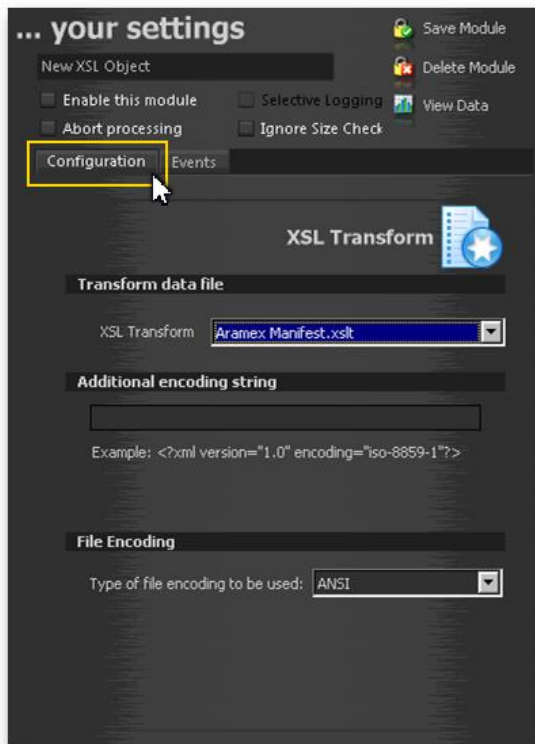 ... your settings
Save Module
New XSL Object
Delete Module
Enable this module
Selective Logging
View Data
Abort processing
Ignore Size Check
Configuration
Events
XSL Transform
Transform data file
XSL Transform
Aramex Manifest.xslt
Additional encoding string
Example: <?xml version="1.0" encoding="iso-8859-1"?>
File Encoding
Type of file encoding to be used:
ANSI